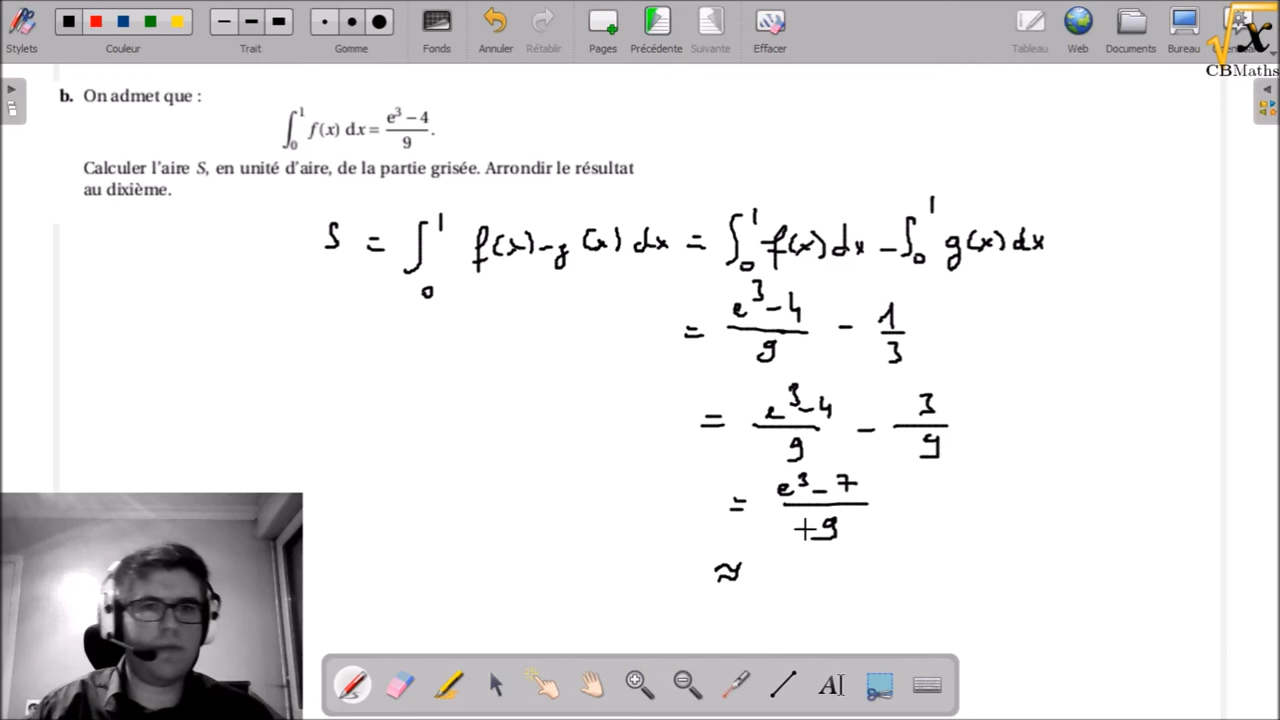 Stylets Couleur Trait Gomme Fonds Annuler Rétablir Pages Précédente Suivante Effacer Tableau Web Documents Bureau
CBMaths
b. On admet que :
∫₀¹ f(x) dx = (e³ − 4)/9.
Calculer l'aire S, en unité d'aire, de la partie grisée. Arrondir le résultat
au dixième.
S = ∫₀¹ f(x) − g(x) dx = ∫₀¹ f(x) dx − ∫₀¹ g(x) dx
= (e³ − 4)/9 − 1/3
= (e³ − 4)/9 − 3/9
= (e³ − 7)/+9
≈
AI